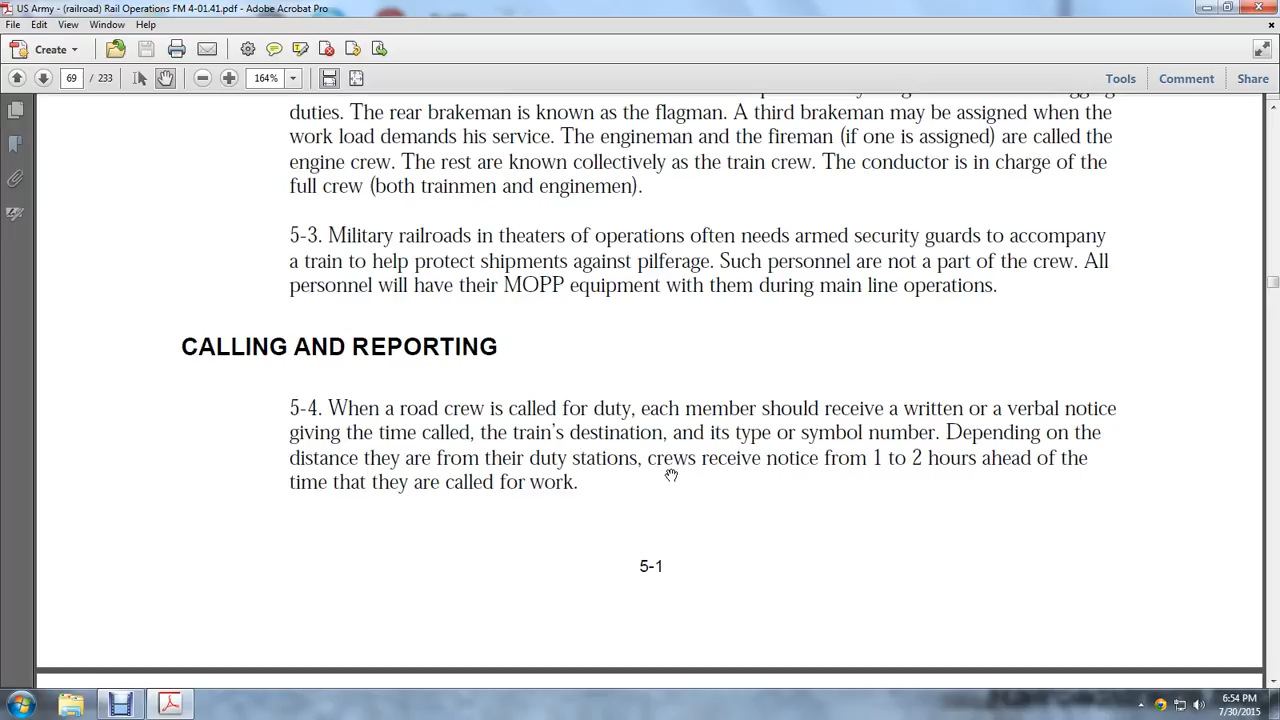 US Army - (railroad) Rail Operations FM 4-01.41.pdf - Adobe Acrobat Pro
File Edit View Window Help
Create
69 / 233 164% Tools Comment Share
duties. The rear brakeman is known as the flagman. A third brakeman may be assigned when the
work load demands his service. The engineman and the fireman (if one is assigned) are called the
engine crew. The rest are known collectively as the train crew. The conductor is in charge of the
full crew (both trainmen and enginemen).
5-3. Military railroads in theaters of operations often needs armed security guards to accompany
a train to help protect shipments against pilferage. Such personnel are not a part of the crew. All
personnel will have their MOPP equipment with them during main line operations.
CALLING AND REPORTING
5-4. When a road crew is called for duty, each member should receive a written or a verbal notice
giving the time called, the train's destination, and its type or symbol number. Depending on the
distance they are from their duty stations, crews receive notice from 1 to 2 hours ahead of the
time that they are called for work.
5-1
6:54 PM
7/30/2015